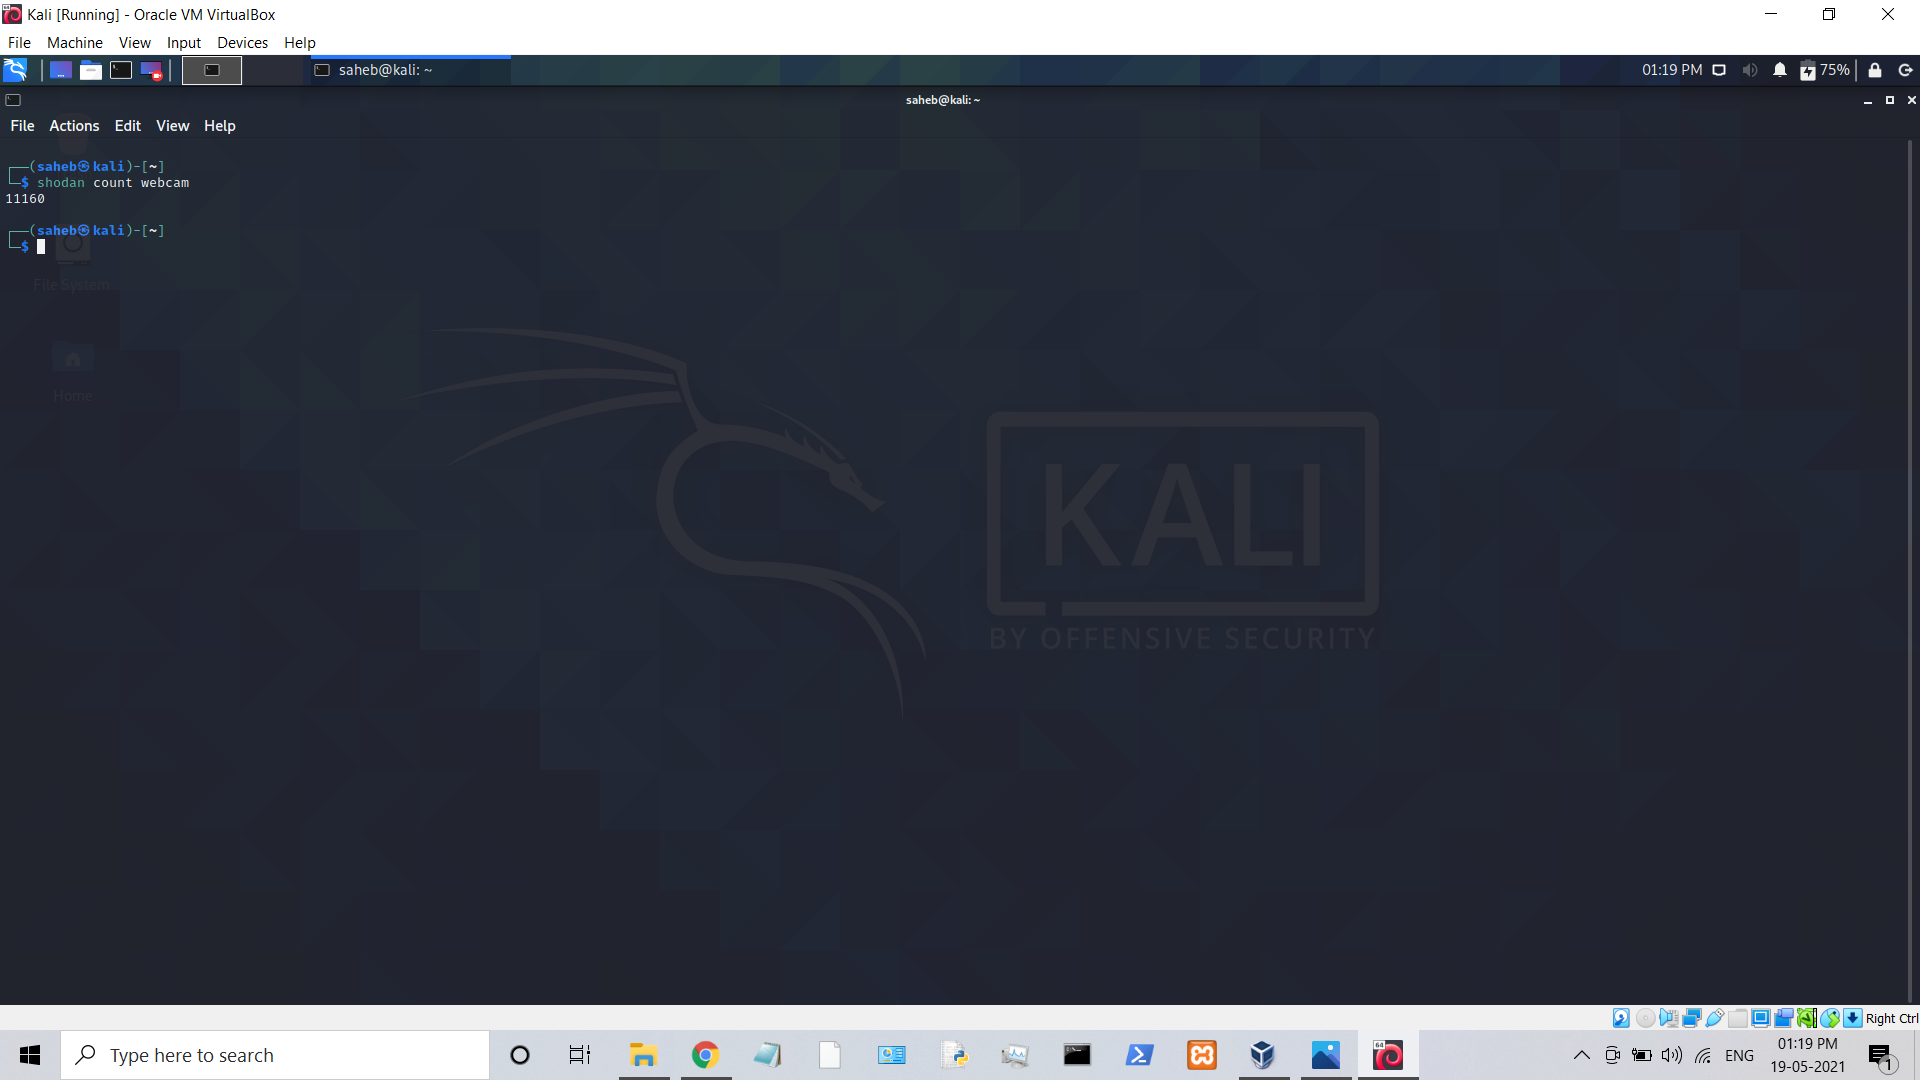 Kali [Running] - Oracle VM VirtualBox
File Machine View Input Devices Help
saheb@kali: ~
01:19 PM
75%
saheb@kali: ~
File Actions Edit View Help
┌──(saheb㉿kali)-[~]
└─$ shodan count webcam
11160
┌──(saheb㉿kali)-[~]
└─$
File System
Home
KALI
BY OFFENSIVE SECURITY
Right Ctrl
Type here to search
64
ENG
01:19 PM
19-05-2021
1